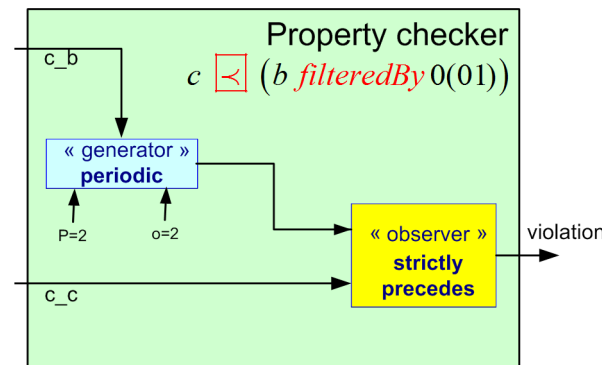 Property checker
c ≺ (b filteredBy 0(01))
c_b
« generator »
periodic
P=2
o=2
« observer »
strictly
precedes
violation
c_c